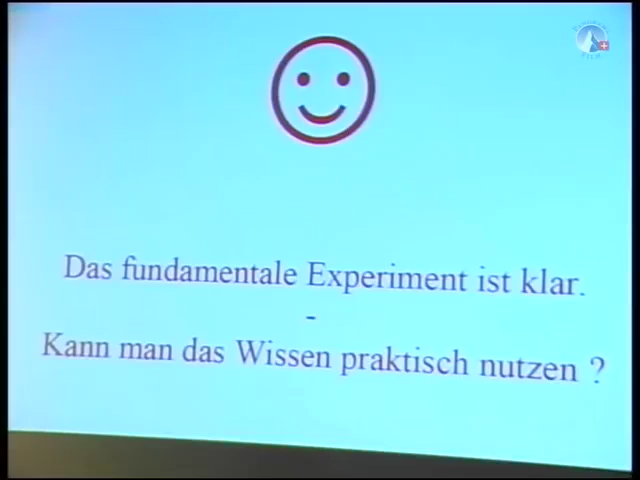 Das fundamentale Experiment ist klar.
-
Kann man das Wissen praktisch nutzen ?